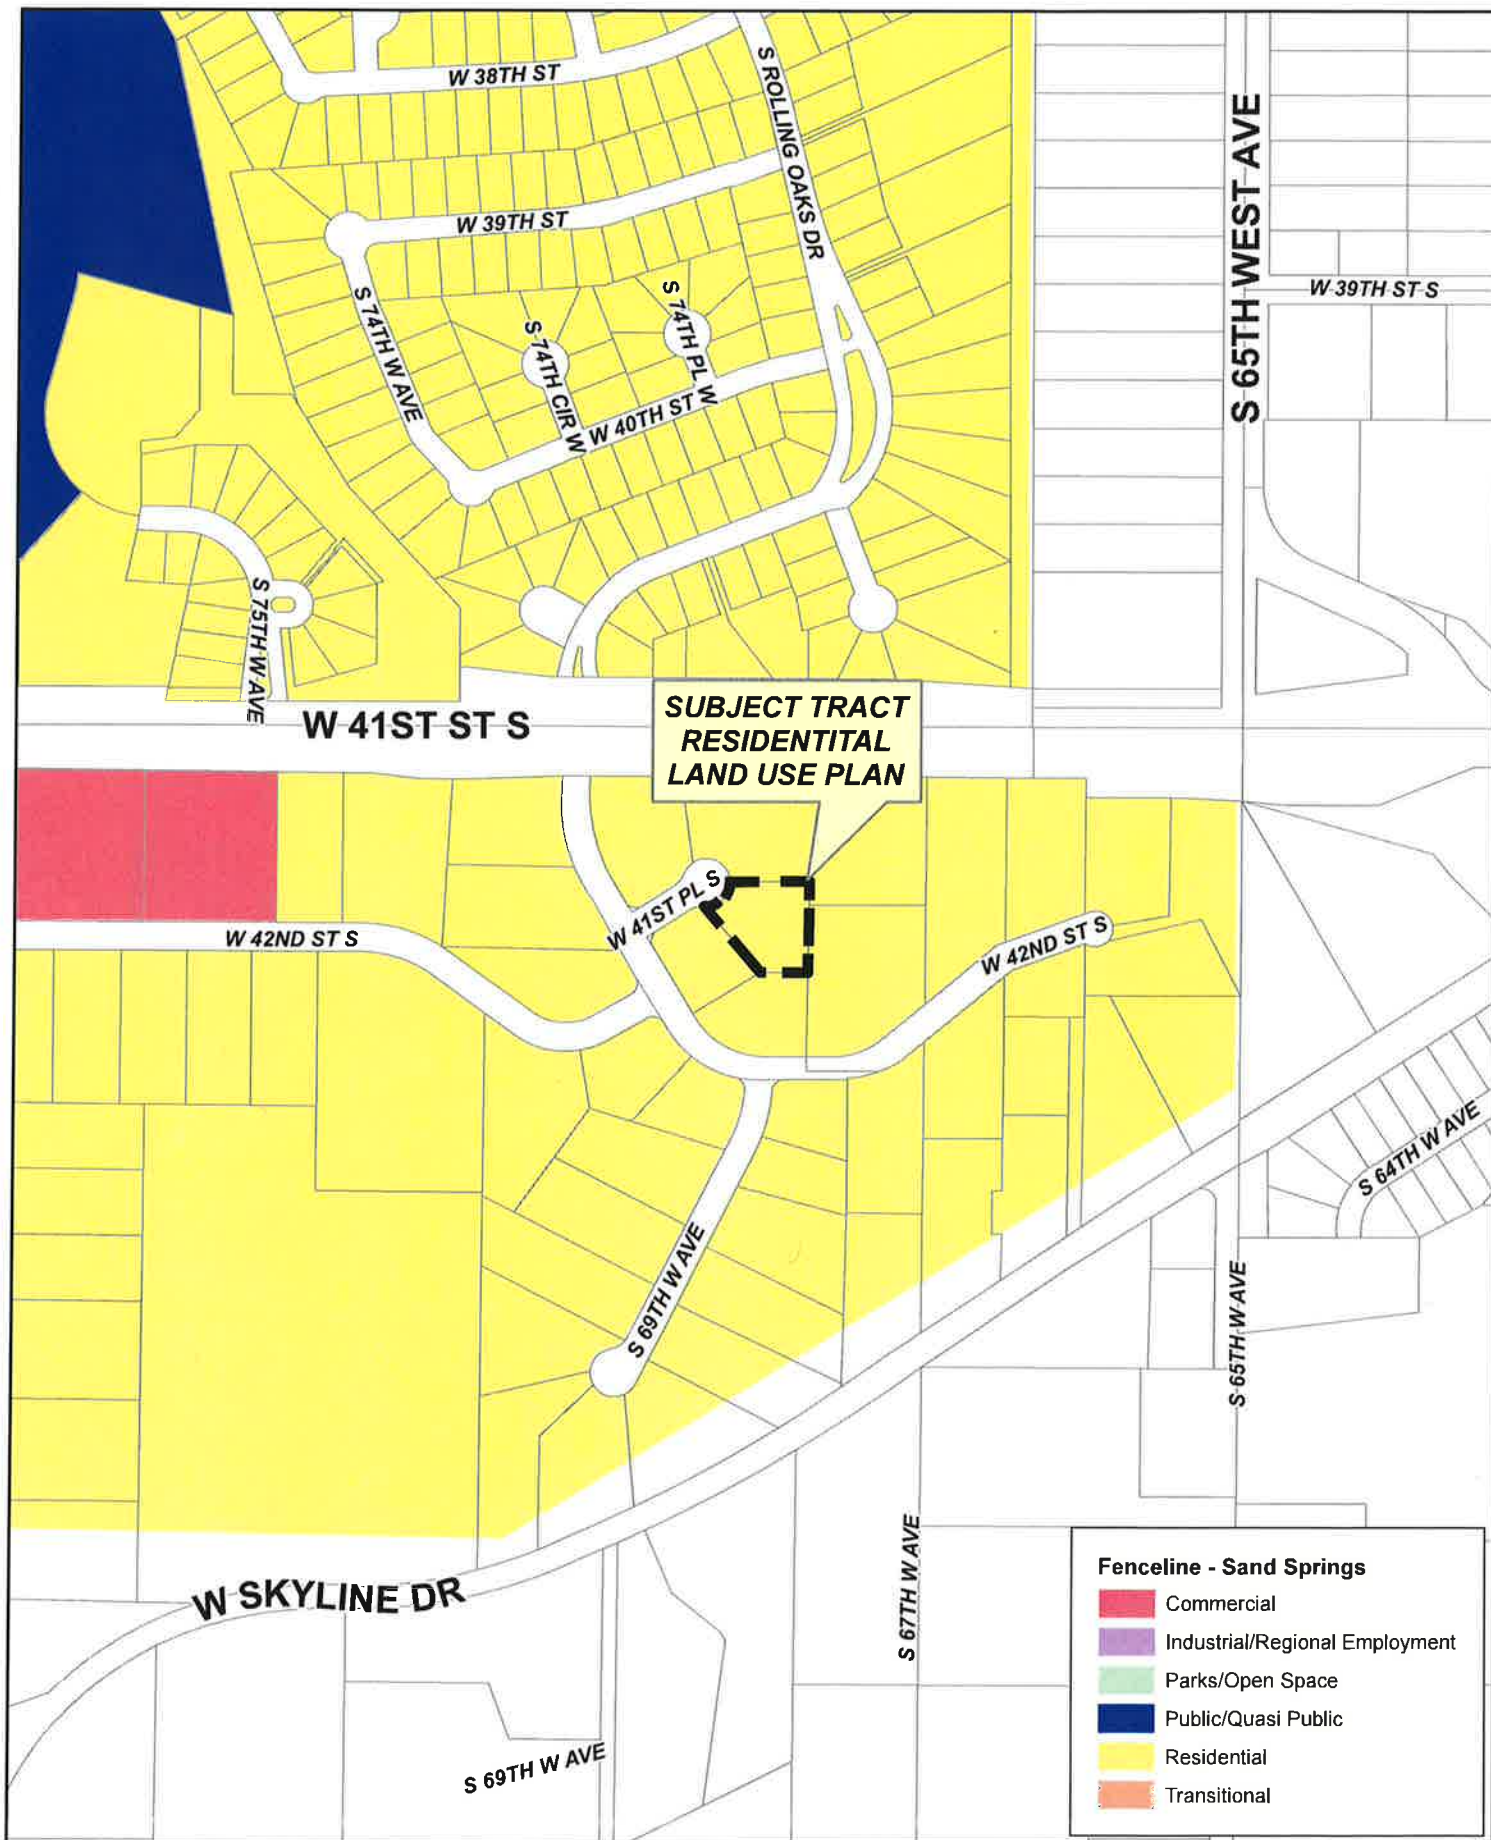 W 38TH ST
S ROLLING OAKS DR
S 65TH WEST AVE
W 39TH ST
W 39TH ST S
S 74TH W AVE
S 74TH CIR W
S 74TH PL W
W 40TH ST
S 75TH W AVE
W 41ST ST S
SUBJECT TRACT
RESIDENTITAL
LAND USE PLAN
W 41ST PL S
W 42ND ST S
W 42ND ST S
S 64TH W AVE
S 69TH W AVE
S 65TH W AVE
S 67TH W AVE
W SKYLINE DR
S 69TH W AVE
Fenceline - Sand Springs
Commercial
Industrial/Regional Employment
Parks/Open Space
Public/Quasi Public
Residential
Transitional